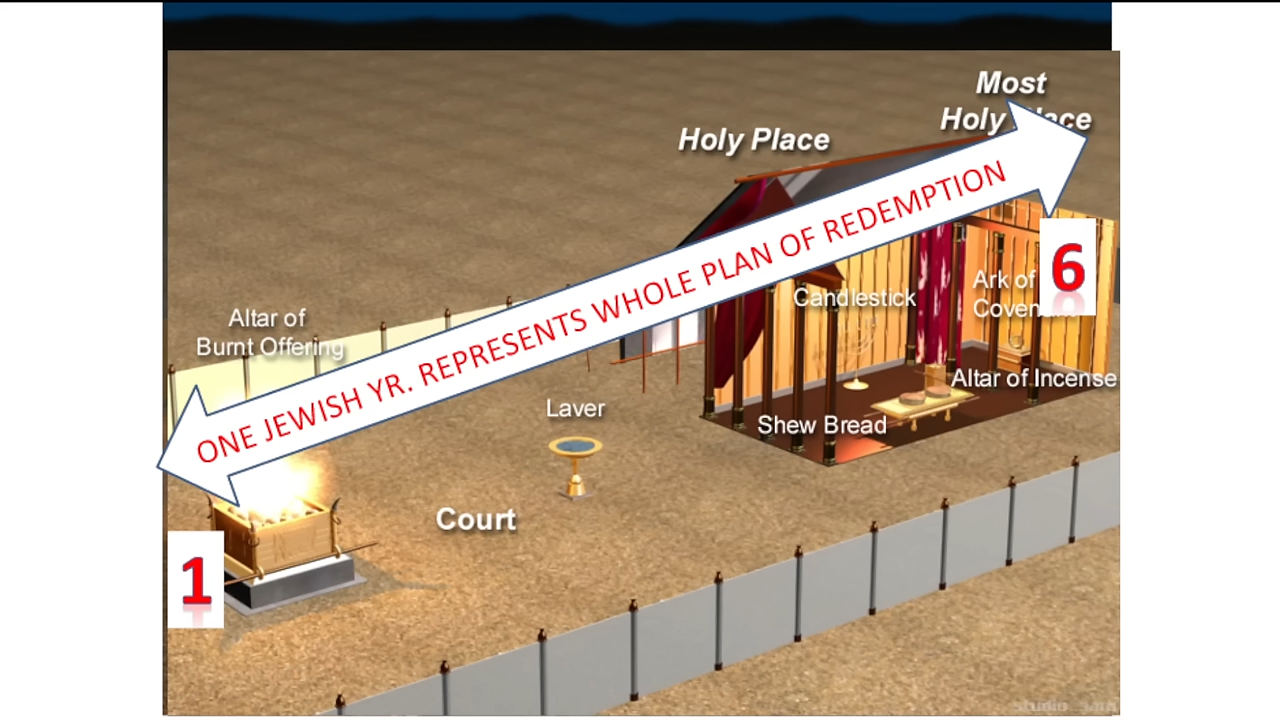 Most
Holy Place
Holy Place
ONE JEWISH YR. REPRESENTS WHOLE PLAN OF REDEMPTION
6
Candlestick
Ark of
Altar of
Burnt Offering
Altar of Incense
Laver
Shew Bread
Court
1